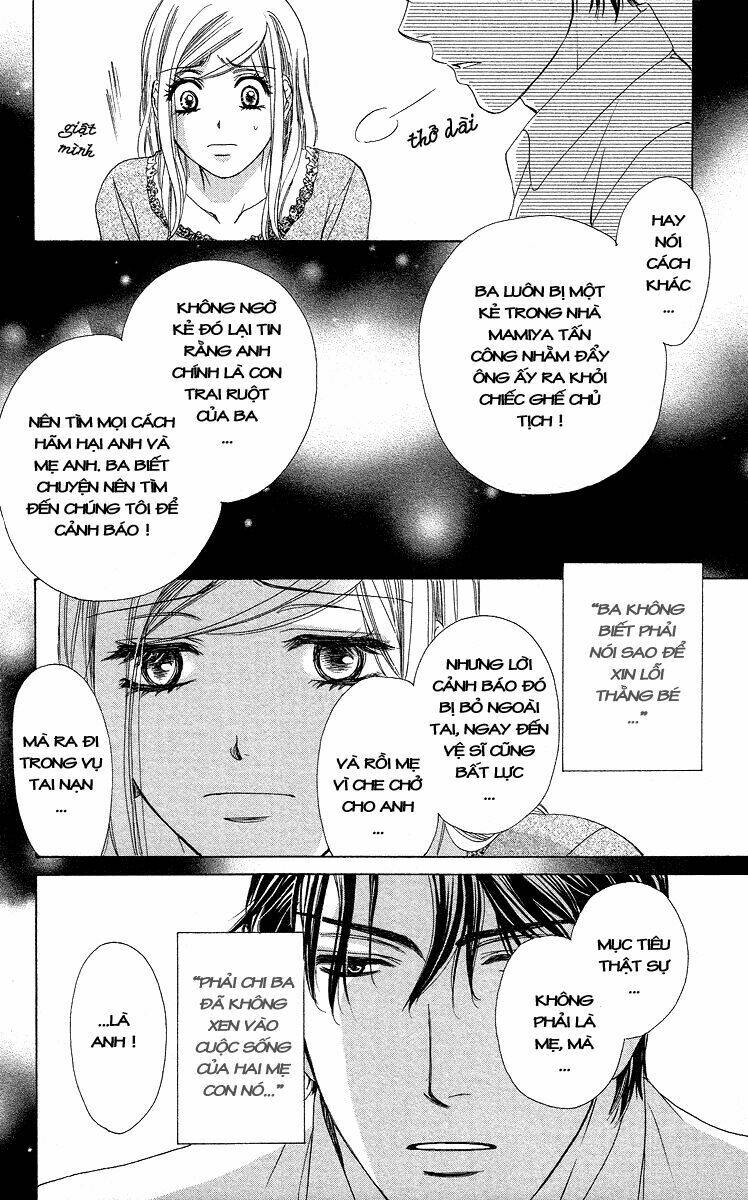 thở dài
giật
mình
HAY
NÓI
CÁCH
KHÁC
...
BA LUÔN BỊ MỘT
KẺ TRONG NHÀ
MAMIYA TẤN
CÔNG NHẰM ĐẨY
ÔNG ẤY RA KHỎI
CHIẾC GHẾ CHỦ
TỊCH !
KHÔNG NGỜ
KẺ ĐÓ LẠI TIN
RẰNG ANH
CHÍNH LÀ CON
TRAI RUỘT
CỦA BA
...
NÊN TÌM MỌI CÁCH
HÃM HẠI ANH VÀ
MẸ ANH. BA BIẾT
CHUYỆN NÊN TÌM
ĐẾN CHÚNG TÔI ĐỂ
CẢNH BÁO !
"BA KHÔNG
BIẾT PHẢI
NÓI SAO ĐỂ
XIN LỖI
THẰNG BÉ
..."
NHƯNG LỜI
CẢNH BÁO ĐÓ
BỊ BỎ NGOÀI
TAI, NGAY ĐẾN
VỆ SĨ CŨNG
BẤT LỰC
...
VÀ RỒI MẸ
VÌ CHE CHỞ
CHO ANH
...
MÀ RA ĐI
TRONG VỤ
TAI NẠN
...
MỤC TIÊU
THẬT SỰ
...
KHÔNG
PHẢI LÀ
MẸ, MÀ
...
"PHẢI CHI BA
ĐÃ KHÔNG
XEN VÀO
CUỘC SỐNG
CỦA HAI MẸ
CON NÓ..."
...LÀ
ANH !